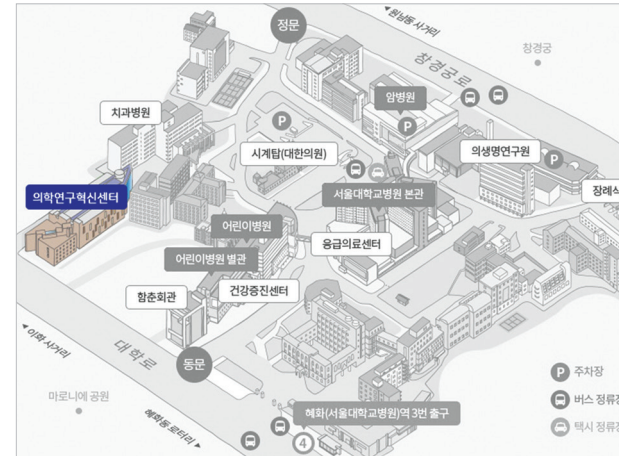 정문
◀ 원남동 사거리
창경궁로
창경궁
P
암병원
P
치과병원
시계탑(대한의원)
의생명연구원
P
의학연구혁신센터
서울대학교병원 본관
어린이병원
응급의료센터
어린이병원 별관
함춘회관
건강증진센터
◀ 이화 사거리
대학로
동문
마로니에 공원
혜화동 로터리 ▶
혜화(서울대학교병원)역 3번 출구
4
P 주차장
버스 정류장
택시 정류장